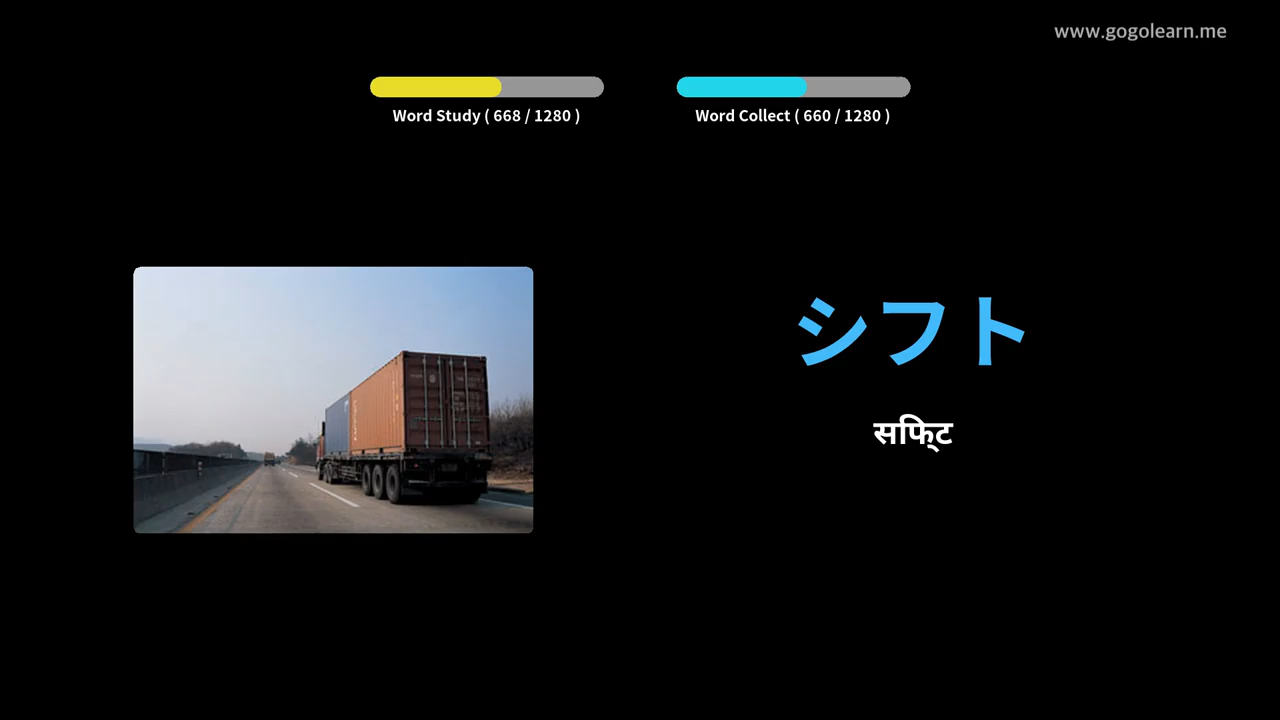 www.gogolearn.me
Word Study ( 668 / 1280 )
Word Collect ( 660 / 1280 )
シフト
सफि्ट